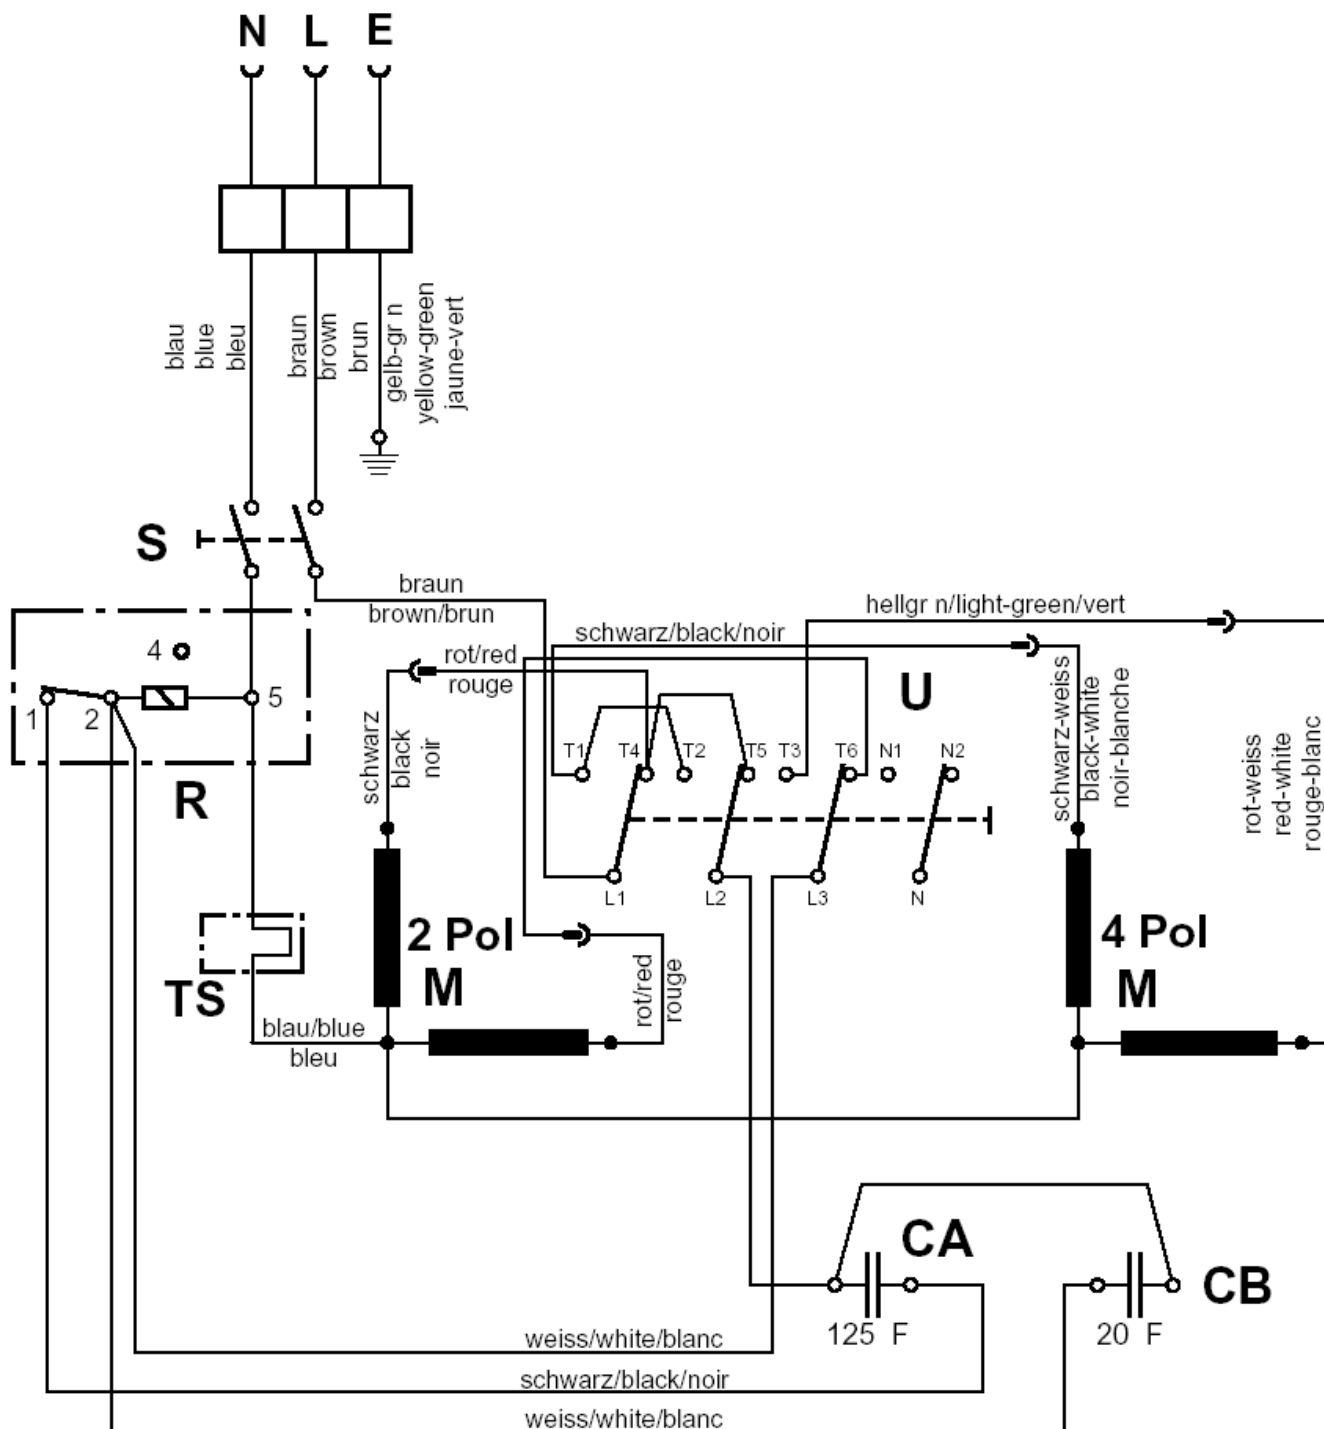 N L E
blau
blue
bleu
braun
brown
brun
gelb-gr n
yellow-green
jaune-vert
S
braun
brown/brun
hellgr n/light-green/vert
schwarz/black/noir
rot/red
rouge
U
4
1
2
5
R
schwarz
black
noir
T1 T4 T2 T5 T3 T6 N1 N2
L1 L2 L3 N
schwarz-weiss
black-white
noir-blanche
rot-weiss
red-white
rouge-blanc
2 Pol
M
4 Pol
M
TS
rot/red
rouge
blau/blue
bleu
CA
CB
125 F
20 F
weiss/white/blanc
schwarz/black/noir
weiss/white/blanc